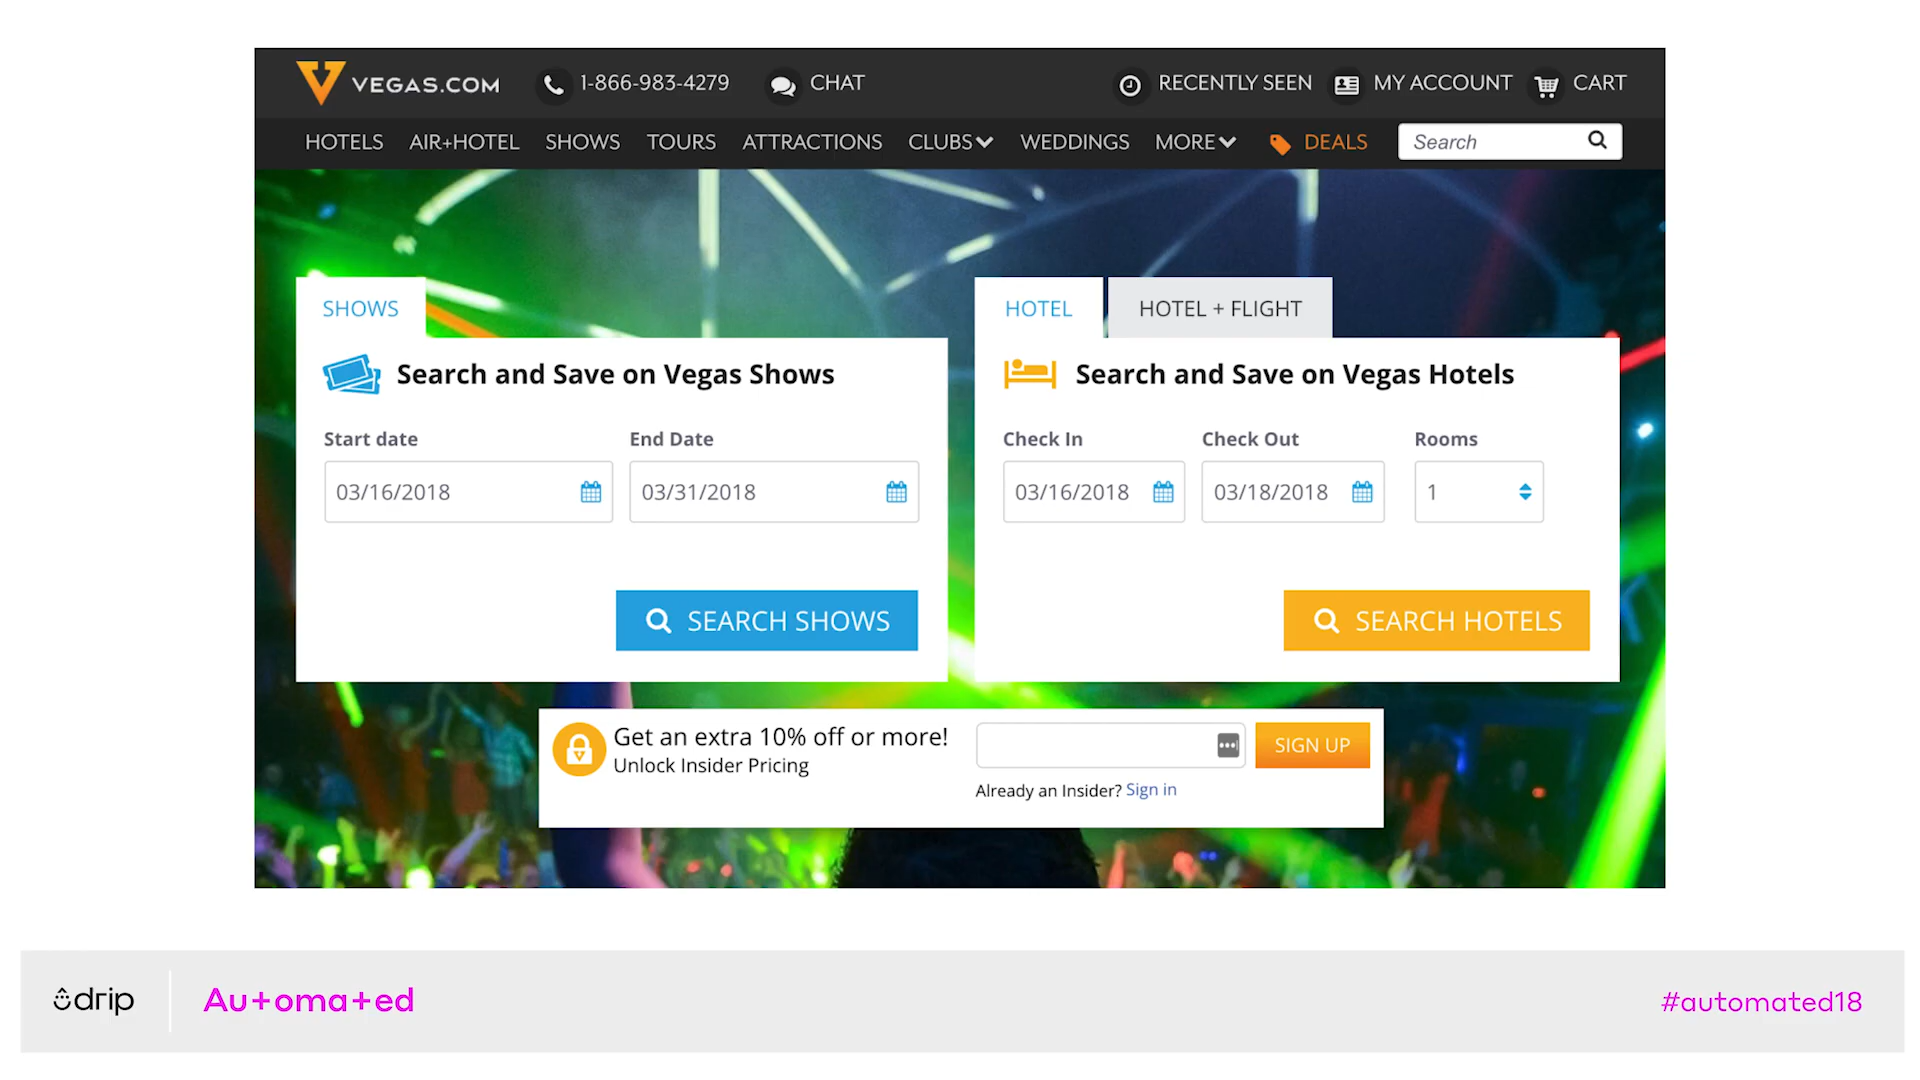 VEGAS.COM 1-866-983-4279 CHAT RECENTLY SEEN MY ACCOUNT CART
HOTELS AIR+HOTEL SHOWS TOURS ATTRACTIONS CLUBS WEDDINGS MORE DEALS Search
SHOWS
Search and Save on Vegas Shows
Start date End Date
03/16/2018 03/31/2018
SEARCH SHOWS
HOTEL HOTEL + FLIGHT
Search and Save on Vegas Hotels
Check In Check Out Rooms
03/16/2018 03/18/2018 1
SEARCH HOTELS
Get an extra 10% off or more!
Unlock Insider Pricing
SIGN UP
Already an Insider? Sign in
drip Automated #automated18